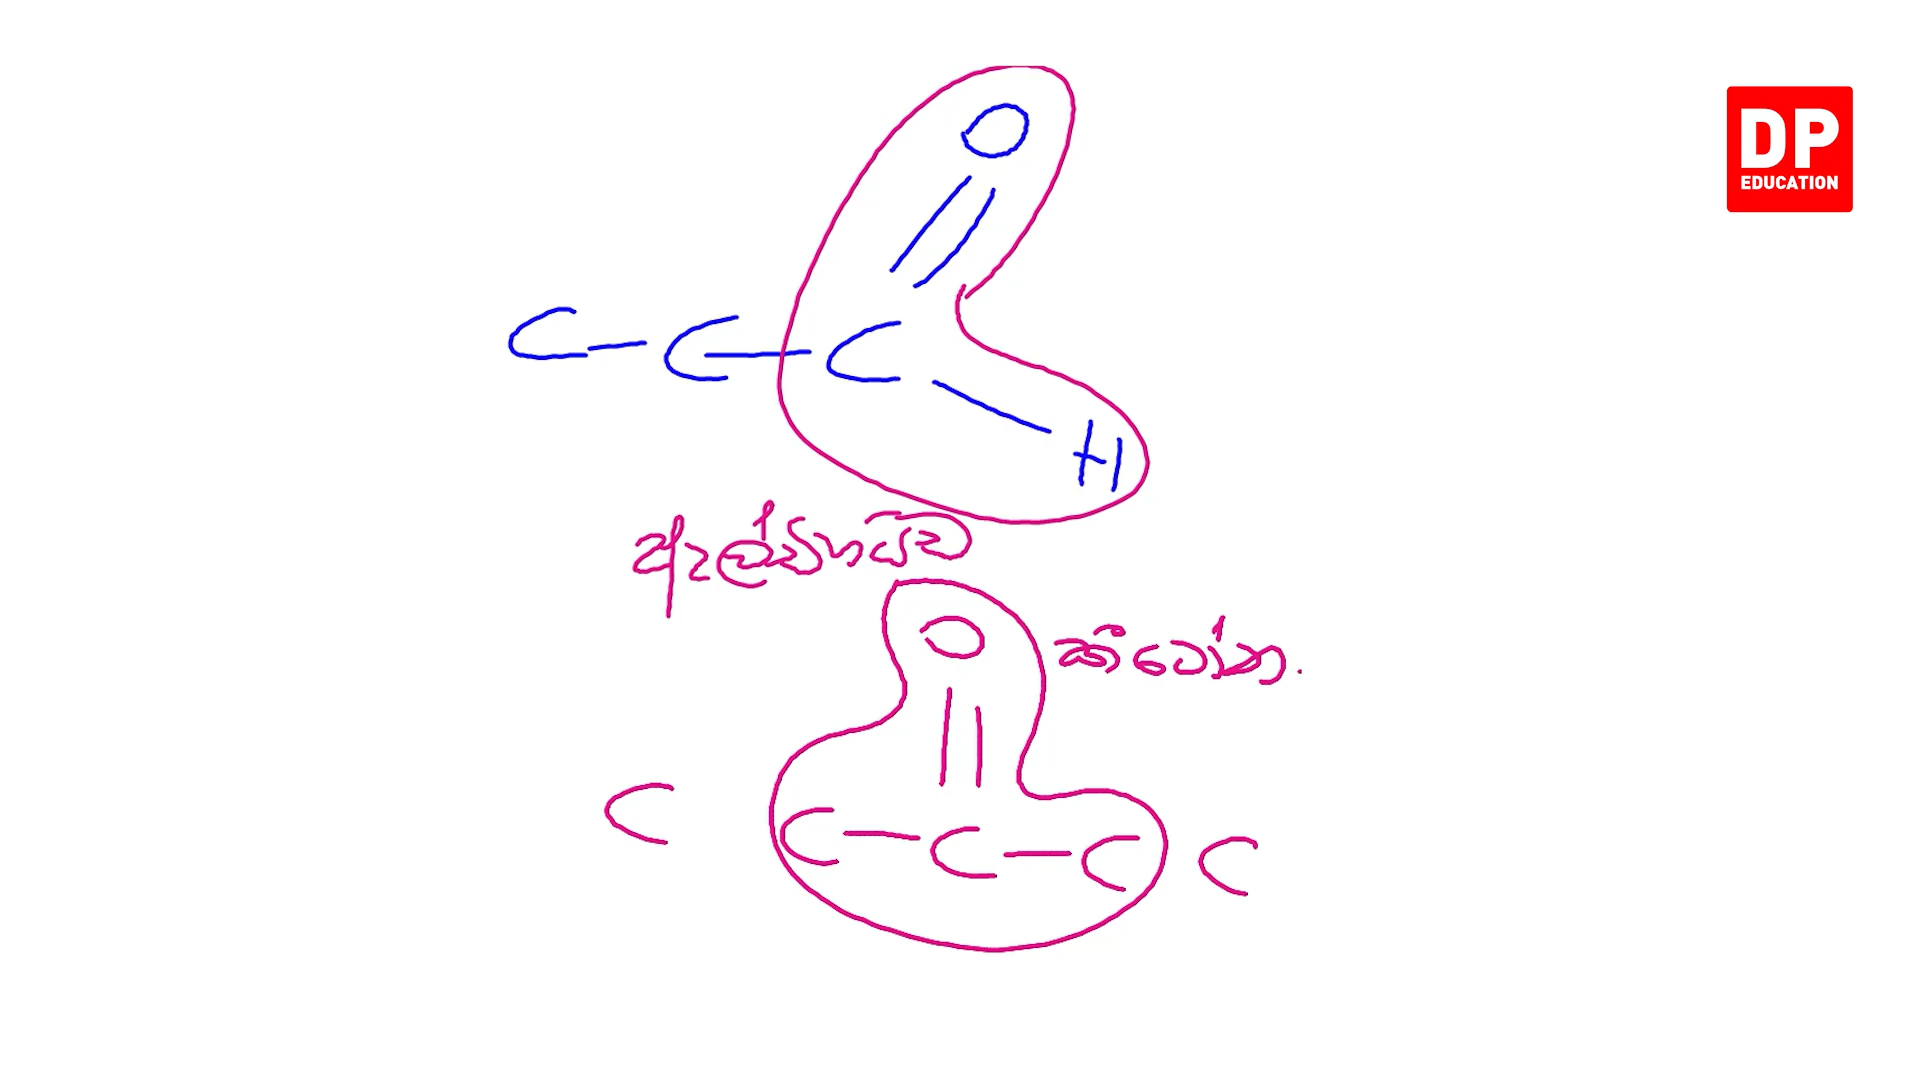 DP
EDUCATION
O
C - C - C
H
ඇල්ඩිහයිඩ
O
කීටෝන.
C C - C - C C